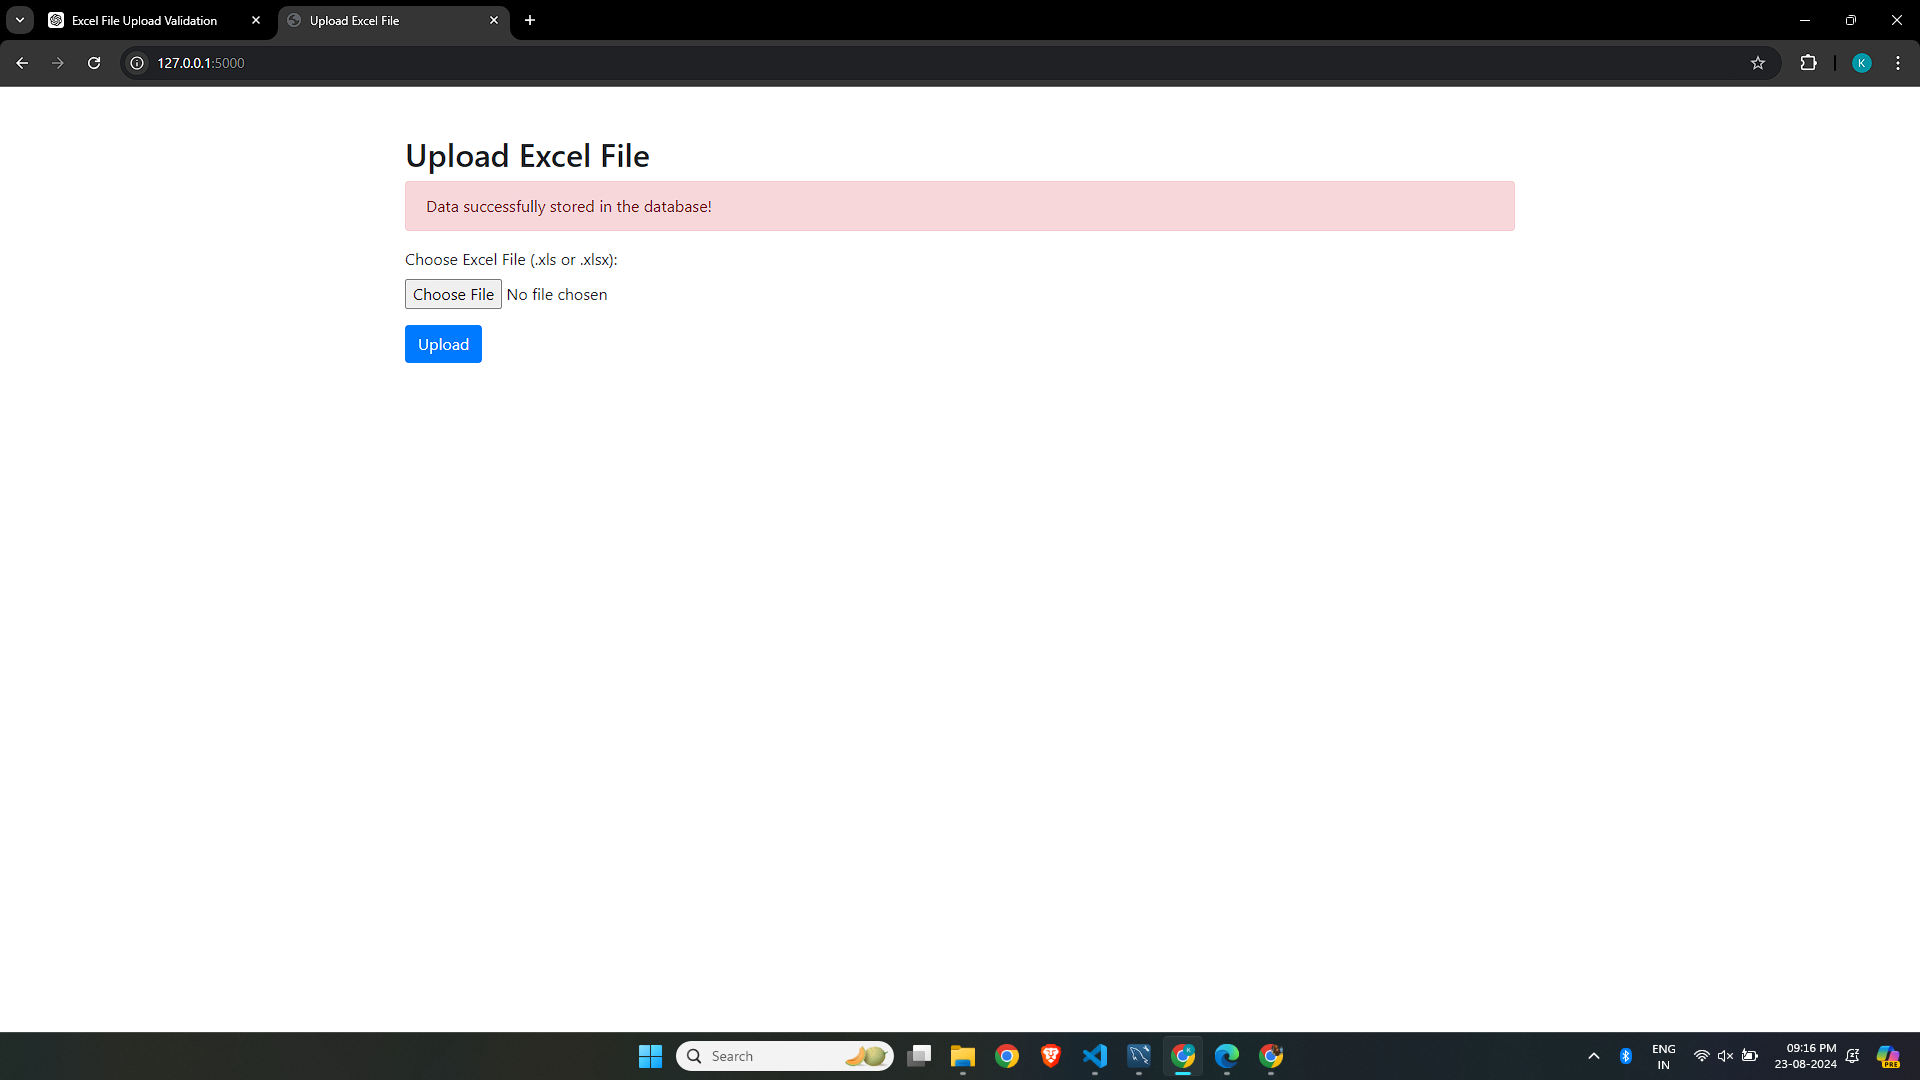 Excel File Upload Validation
Upload Excel File
127.0.0.1:5000
K
Upload Excel File
Data successfully stored in the database!
Choose Excel File (.xls or .xlsx):
Choose File No file chosen
Upload
Search
ENG
IN
09:16 PM
23-08-2024
PRE